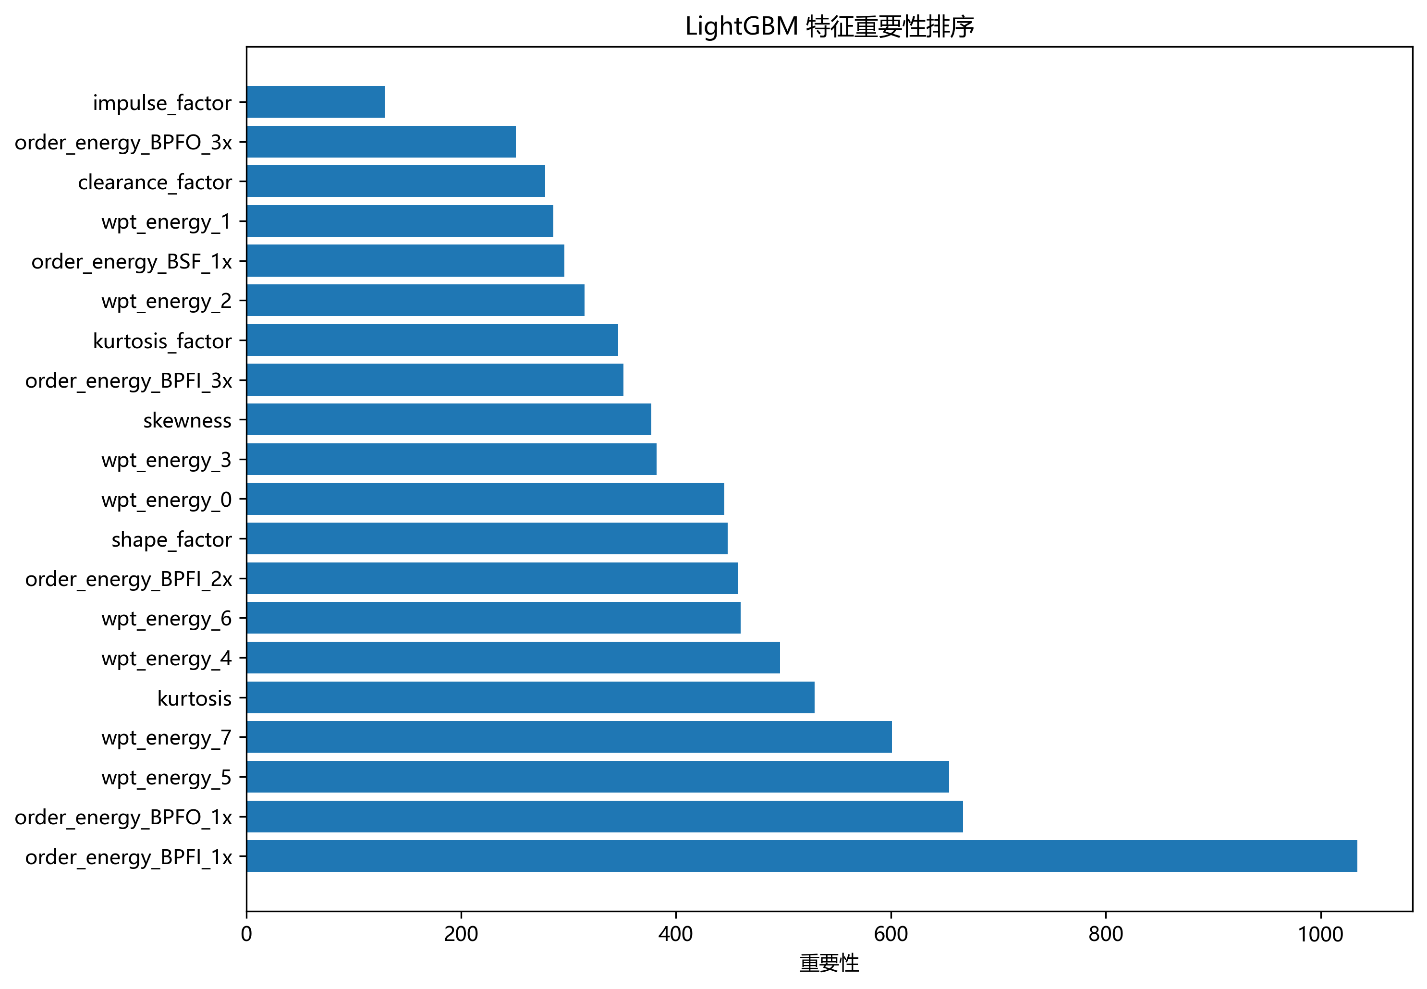 LightGBM 特征重要性排序
impulse_factor
order_energy_BPFO_3x
clearance_factor
wpt_energy_1
order_energy_BSF_1x
wpt_energy_2
kurtosis_factor
order_energy_BPFI_3x
skewness
wpt_energy_3
wpt_energy_0
shape_factor
order_energy_BPFI_2x
wpt_energy_6
wpt_energy_4
kurtosis
wpt_energy_7
wpt_energy_5
order_energy_BPFO_1x
order_energy_BPFI_1x
0 200 400 600 800 1000
重要性